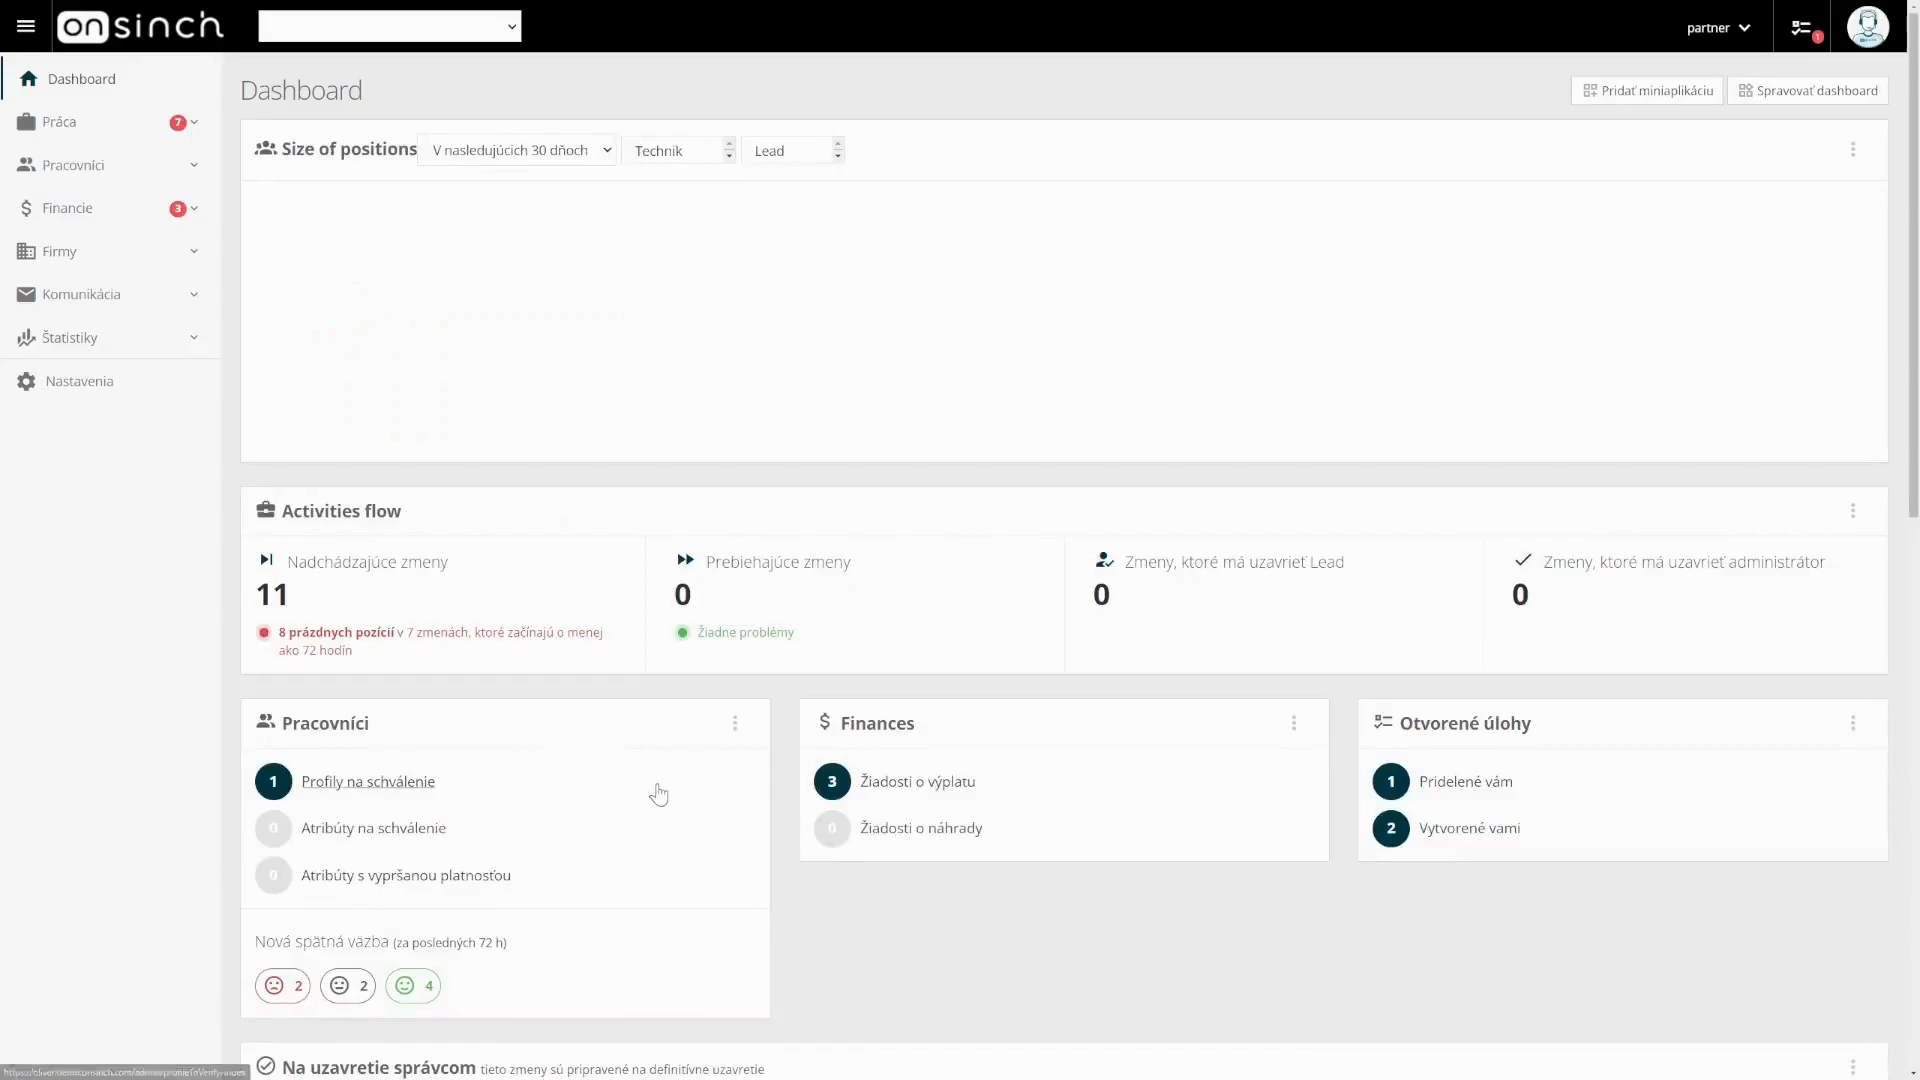 onsinch
partner
1
Dashboard
Práca
7
Pracovníci
Financie
3
Firmy
Komunikácia
Štatistiky
Nastavenia
Dashboard
Pridať miniaplikáciu
Spravovať dashboard
Size of positions
V nasledujúcich 30 dňoch
Technik
Lead
Activities flow
Nadchádzajúce zmeny
11
8 prázdnych pozícií v 7 zmenách, ktoré začínajú o menej
ako 72 hodín
Prebiehajúce zmeny
0
Žiadne problémy
Zmeny, ktoré má uzavrieť Lead
0
Zmeny, ktoré má uzavrieť administrátor
0
Pracovníci
1 Profily na schválenie
0 Atribúty na schválenie
0 Atribúty s vypršanou platnosťou
Nová spätná väzba (za posledných 72 h)
2 2 4
Finances
3 Žiadosti o výplatu
0 Žiadosti o náhrady
Otvorené úlohy
1 Pridelené vám
2 Vytvorené vami
Na uzavretie správcom tieto zmeny sú pripravené na definitívne uzavretie